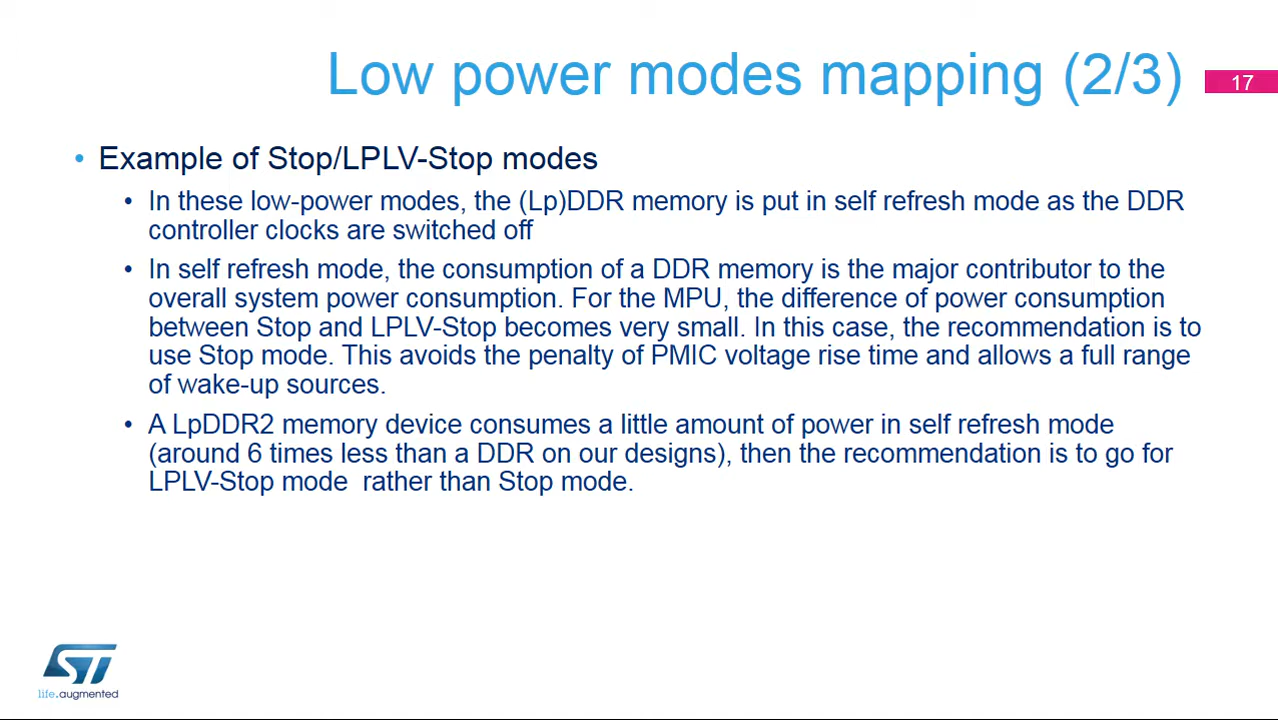 Low power modes mapping (2/3)
17
• Example of Stop/LPLV-Stop modes
• In these low-power modes, the (Lp)DDR memory is put in self refresh mode as the DDR
controller clocks are switched off
• In self refresh mode, the consumption of a DDR memory is the major contributor to the
overall system power consumption. For the MPU, the difference of power consumption
between Stop and LPLV-Stop becomes very small. In this case, the recommendation is to
use Stop mode. This avoids the penalty of PMIC voltage rise time and allows a full range
of wake-up sources.
• A LpDDR2 memory device consumes a little amount of power in self refresh mode
(around 6 times less than a DDR on our designs), then the recommendation is to go for
LPLV-Stop mode  rather than Stop mode.
ST
life.augmented